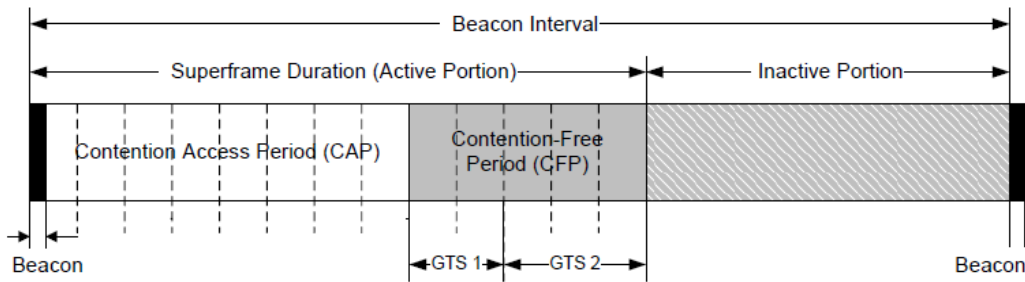 Beacon Interval
Superframe Duration (Active Portion)
Inactive Portion
Contention Access Period (CAP)
Contention-Free
Period (CFP)
GTS 1
GTS 2
Beacon
Beacon